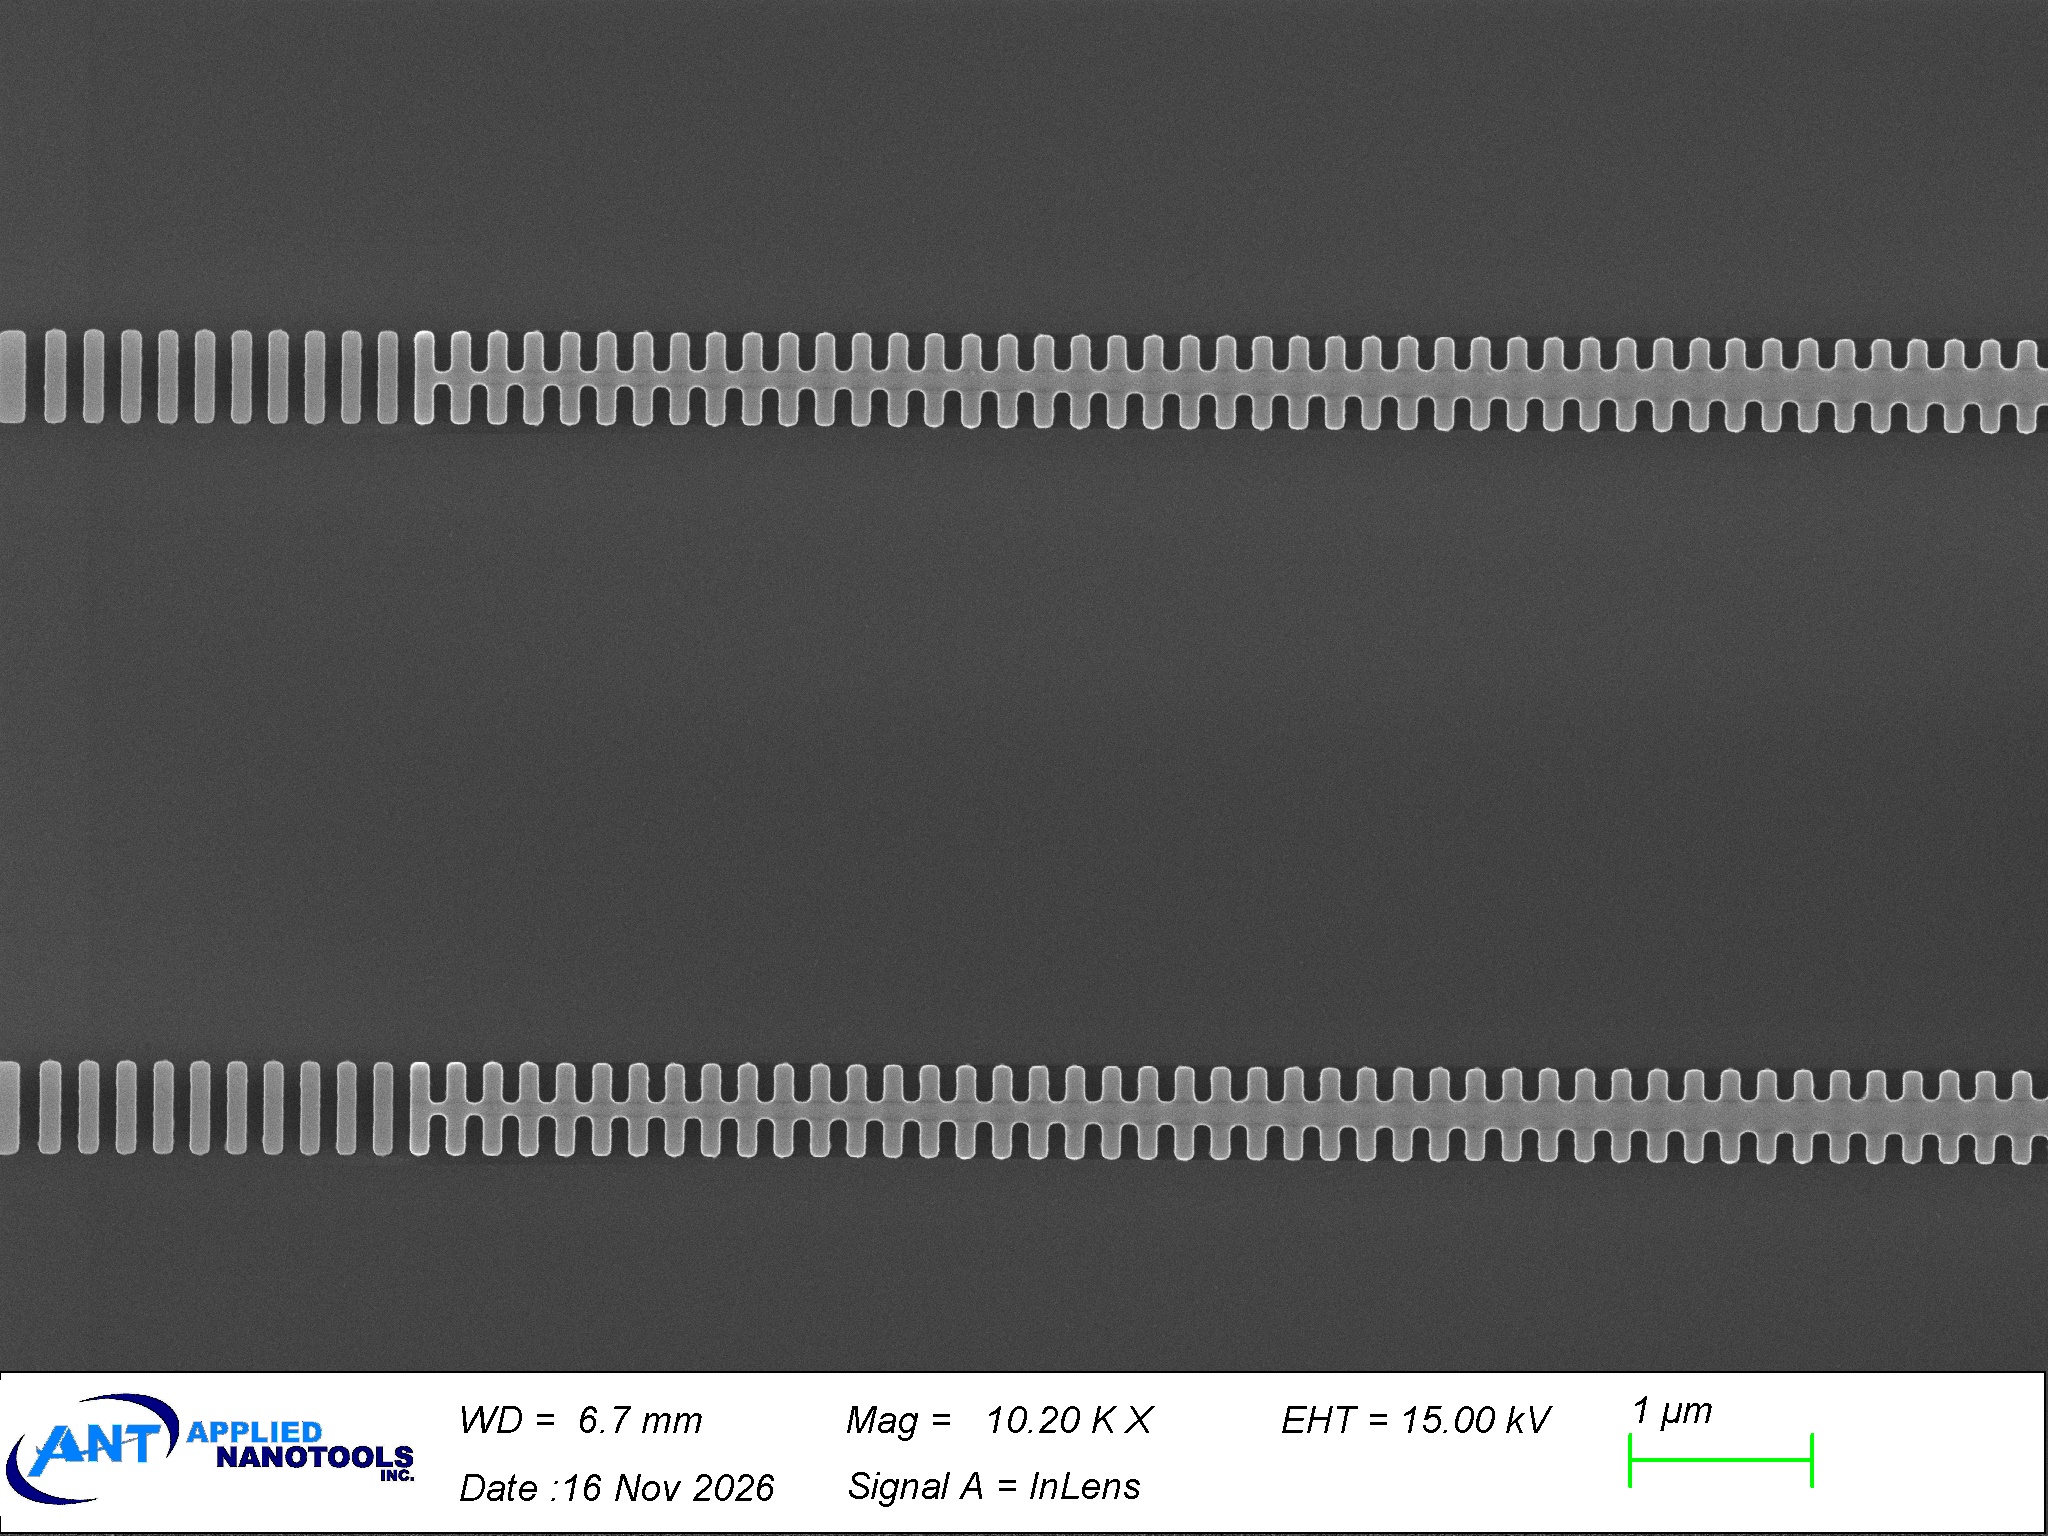 ANT APPLIED
NANOTOOLS
INC.
WD = 6.7 mm
Mag = 10.20 K X
EHT = 15.00 kV
1 µm
Date :16 Nov 2026
Signal A = InLens